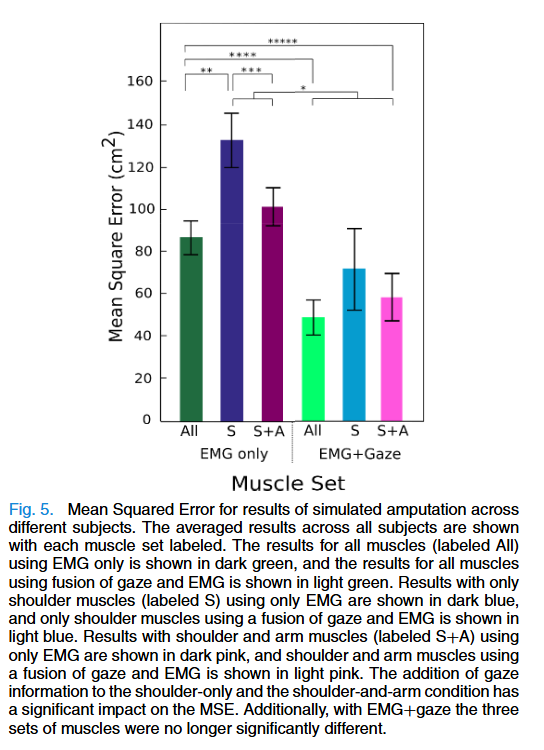 *****
****
** ***
*
160
140
120
100
80
60
40
20
0
Mean Square Error (cm2)
All S S+A All S S+A
EMG only EMG+Gaze
Muscle Set
Fig. 5. Mean Squared Error for results of simulated amputation across
different subjects. The averaged results across all subjects are shown
with each muscle set labeled. The results for all muscles (labeled All)
using EMG only is shown in dark green, and the results for all muscles
using fusion of gaze and EMG is shown in light green. Results with only
shoulder muscles (labeled S) using only EMG are shown in dark blue,
and only shoulder muscles using a fusion of gaze and EMG is shown in
light blue. Results with shoulder and arm muscles (labeled S+A) using
only EMG are shown in dark pink, and shoulder and arm muscles using
a fusion of gaze and EMG is shown in light pink. The addition of gaze
information to the shoulder-only and the shoulder-and-arm condition has
a significant impact on the MSE. Additionally, with EMG+gaze the three
sets of muscles were no longer significantly different.